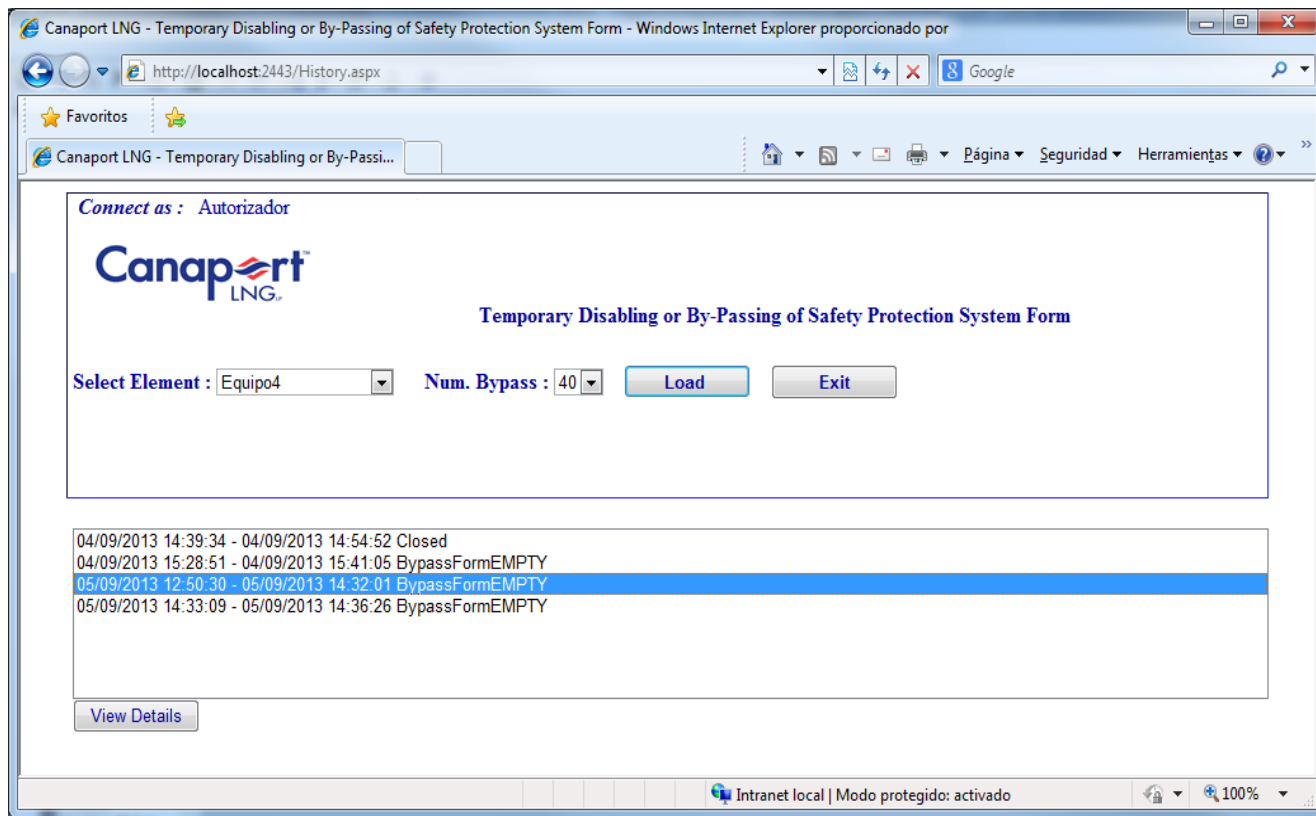 Canaport LNG - Temporary Disabling or By-Passing of Safety Protection System Form - Windows Internet Explorer proporcionado por
http://localhost:2443/History.aspx
Google
Favoritos
Canaport LNG - Temporary Disabling or By-Passi...
Página Seguridad Herramientas »
Connect as : Autorizador
Canaport™
LNG LP
Temporary Disabling or By-Passing of Safety Protection System Form
Select Element : Equipo4 Num. Bypass : 40 Load Exit
04/09/2013 14:39:34 - 04/09/2013 14:54:52 Closed
04/09/2013 15:28:51 - 04/09/2013 15:41:05 BypassFormEMPTY
05/09/2013 12:50:30 - 05/09/2013 14:32:01 BypassFormEMPTY
05/09/2013 14:33:09 - 05/09/2013 14:36:26 BypassFormEMPTY
View Details
Intranet local | Modo protegido: activado 100%